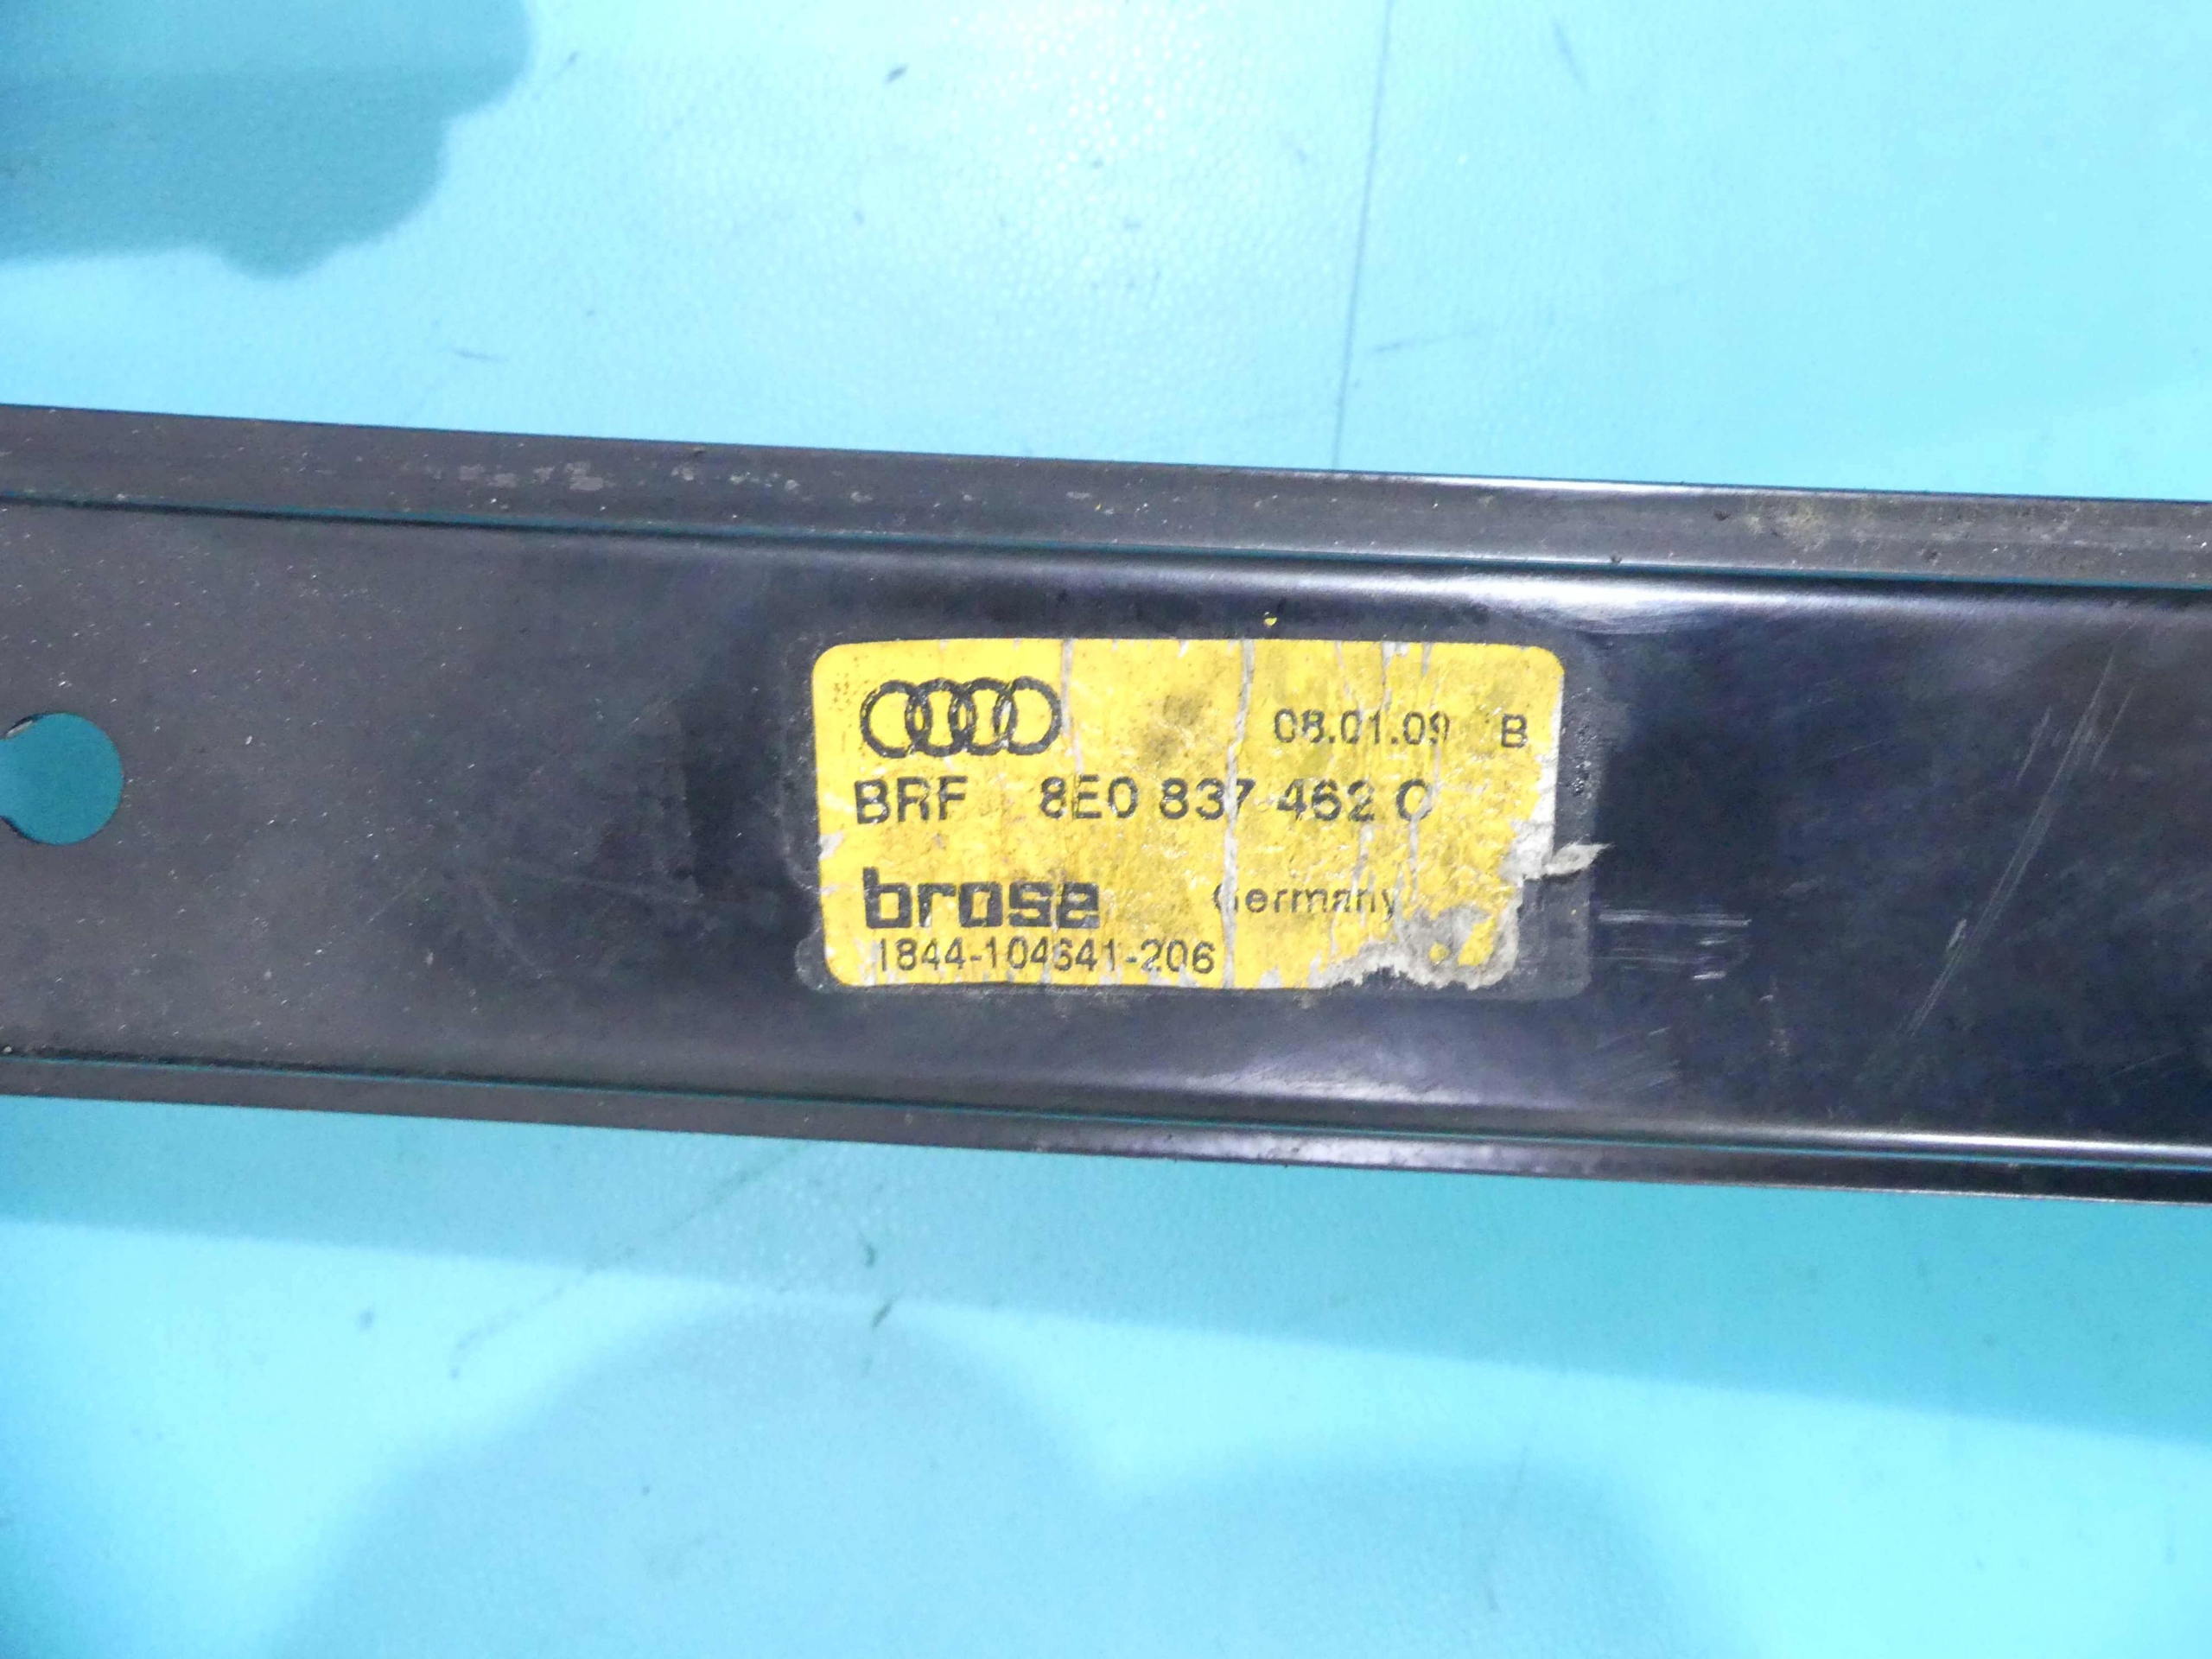 08.01.09 B
BRF 8E0 837 462 C
brose Germany
1844-104641-206